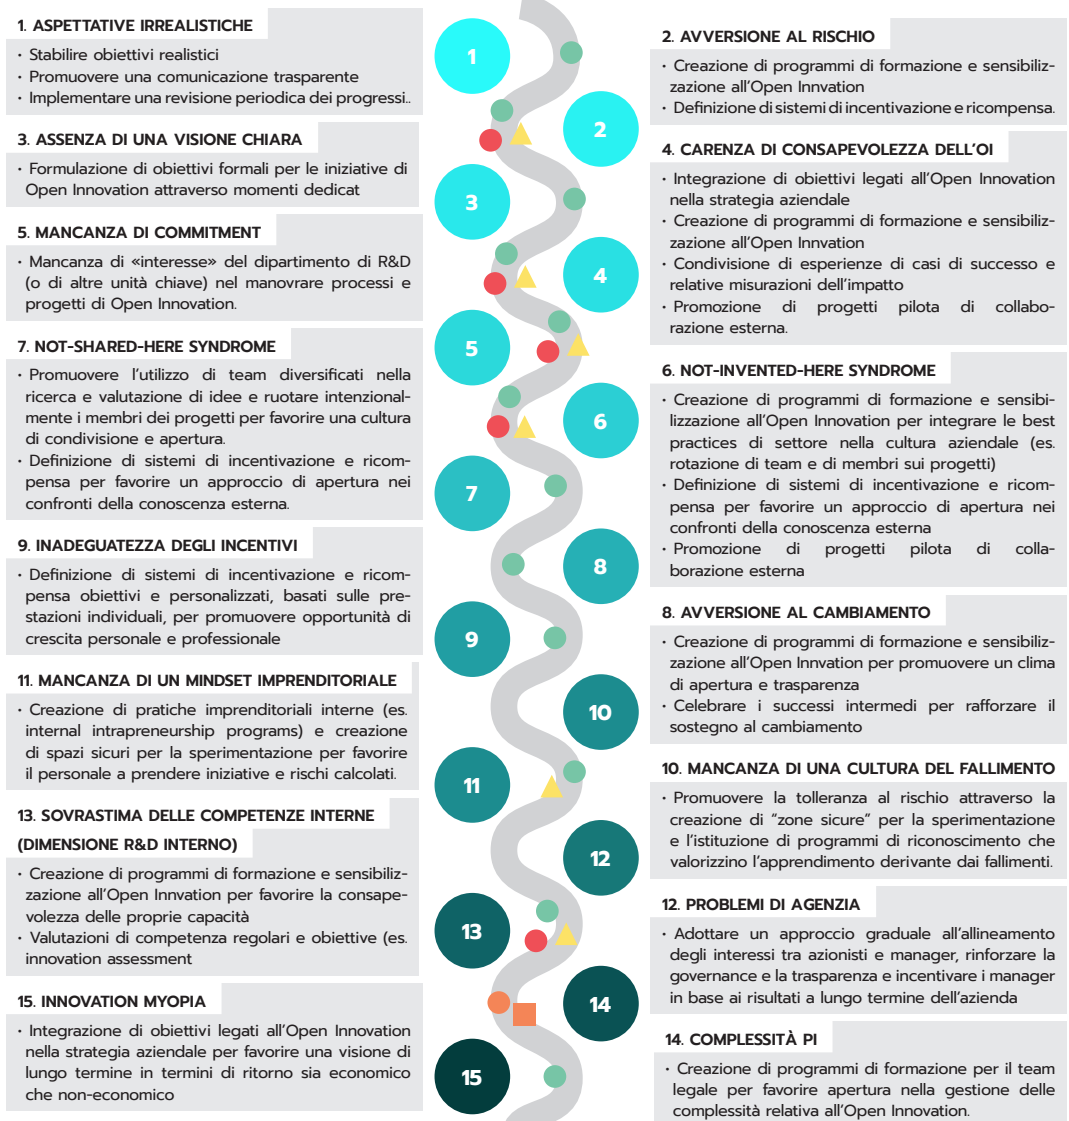 1. ASPETTATIVE IRREALISTICHE
• Stabilire obiettivi realistici
• Promuovere una comunicazione trasparente
• Implementare una revisione periodica dei progressi..
1
2. AVVERSIONE AL RISCHIO
• Creazione di programmi di formazione e sensibiliz-
zazione all'Open Innvation
• Definizione di sistemi di incentivazione e ricompensa.
2
3. ASSENZA DI UNA VISIONE CHIARA
• Formulazione di obiettivi formali per le iniziative di
Open Innovation attraverso momenti dedicat
3
4. CARENZA DI CONSAPEVOLEZZA DELL'OI
• Integrazione di obiettivi legati all'Open Innovation
nella strategia aziendale
• Creazione di programmi di formazione e sensibiliz-
zazione all'Open Innvation
• Condivisione di esperienze di casi di successo e
relative misurazioni dell'impatto
• Promozione di progetti pilota di collabo-
razione esterna.
4
5. MANCANZA DI COMMITMENT
• Mancanza di «interesse» del dipartimento di R&D
(o di altre unità chiave) nel manovrare processi e
progetti di Open Innovation.
5
6. NOT-INVENTED-HERE SYNDROME
• Creazione di programmi di formazione e sensibi-
lizzazione all'Open Innovation per integrare le best
practices di settore nella cultura aziendale (es.
rotazione di team e di membri sui progetti)
• Definizione di sistemi di incentivazione e ricom-
pensa per favorire un approccio di apertura nei
confronti della conoscenza esterna
• Promozione di progetti pilota di colla-
borazione esterna
6
7. NOT-SHARED-HERE SYNDROME
• Promuovere l'utilizzo di team diversificati nella
ricerca e valutazione di idee e ruotare intenzional-
mente i membri dei progetti per favorire una cultura
di condivisione e apertura.
• Definizione di sistemi di incentivazione e ricom-
pensa per favorire un approccio di apertura nei
confronti della conoscenza esterna.
7
8. AVVERSIONE AL CAMBIAMENTO
• Creazione di programmi di formazione e sensibiliz-
zazione all'Open Innvation per promuovere un clima
di apertura e trasparenza
• Celebrare i successi intermedi per rafforzare il
sostegno al cambiamento
8
9. INADEGUATEZZA DEGLI INCENTIVI
• Definizione di sistemi di incentivazione e ricom-
pensa obiettivi e personalizzati, basati sulle pre-
stazioni individuali, per promuovere opportunità di
crescita personale e professionale
9
10. MANCANZA DI UNA CULTURA DEL FALLIMENTO
• Promuovere la tolleranza al rischio attraverso la
creazione di "zone sicure" per la sperimentazione
e l'istituzione di programmi di riconoscimento che
valorizzino l'apprendimento derivante dai fallimenti.
10
11. MANCANZA DI UN MINDSET IMPRENDITORIALE
• Creazione di pratiche imprenditoriali interne (es.
internal intrapreneurship programs) e creazione
di spazi sicuri per la sperimentazione per favorire
il personale a prendere iniziative e rischi calcolati.
11
12. PROBLEMI DI AGENZIA
• Adottare un approccio graduale all'allineamento
degli interessi tra azionisti e manager, rinforzare la
governance e la trasparenza e incentivare i manager
in base ai risultati a lungo termine dell'azienda
12
13. SOVRASTIMA DELLE COMPETENZE INTERNE
(DIMENSIONE R&D INTERNO)
• Creazione di programmi di formazione e sensibiliz-
zazione all'Open Innvation per favorire la consape-
volezza delle proprie capacità
• Valutazioni di competenza regolari e obiettive (es.
innovation assessment
13
14. COMPLESSITÀ PI
• Creazione di programmi di formazione per il team
legale per favorire apertura nella gestione delle
complessità relativa all'Open Innovation.
14
15. INNOVATION MYOPIA
• Integrazione di obiettivi legati all'Open Innovation
nella strategia aziendale per favorire una visione di
lungo termine in termini di ritorno sia economico
che non-economico
15